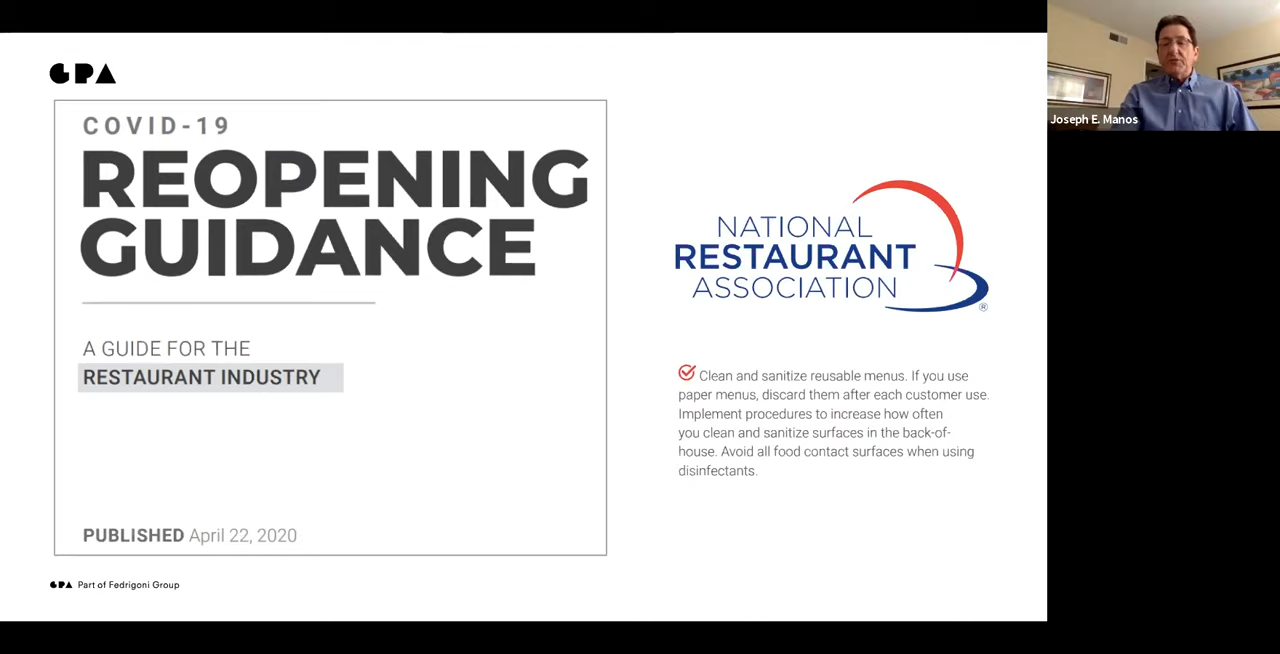 GPA
COVID-19
REOPENING
GUIDANCE
A GUIDE FOR THE
RESTAURANT INDUSTRY
PUBLISHED April 22, 2020
GPA Part of Fedrigoni Group
NATIONAL
RESTAURANT
ASSOCIATION
®
Clean and sanitize reusable menus. If you use
paper menus, discard them after each customer use.
Implement procedures to increase how often
you clean and sanitize surfaces in the back-of-
house. Avoid all food contact surfaces when using
disinfectants.
Joseph E. Manos